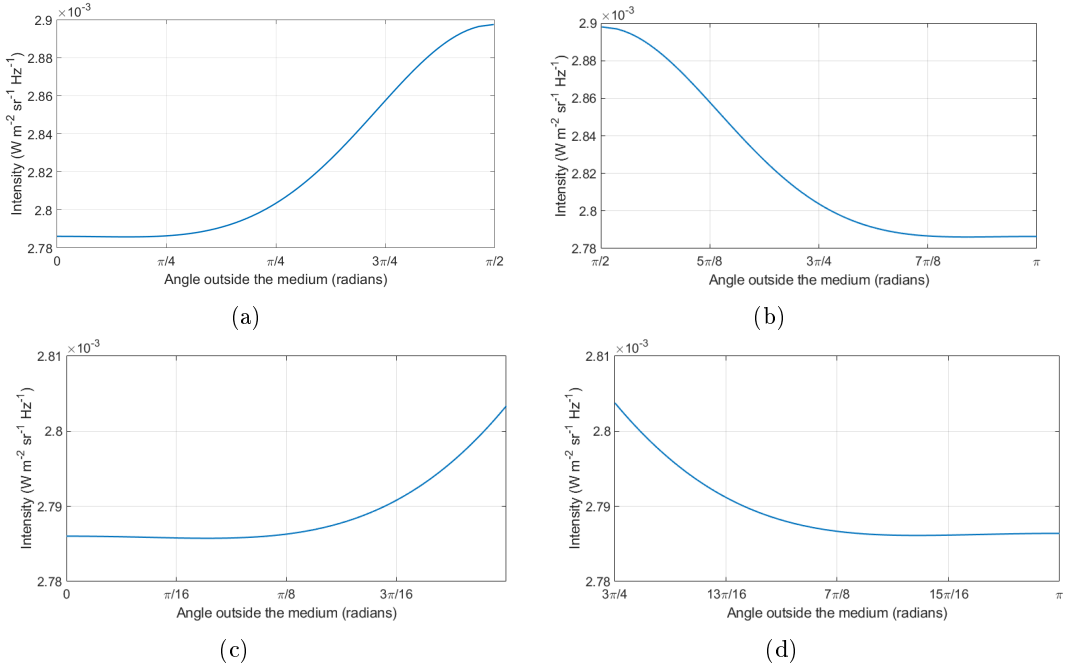 ×10⁻³
2.9
2.88
2.86
2.84
2.82
2.8
2.78
Intensity (W m⁻² sr⁻¹ Hz⁻¹)
0 π/4 π/4 3π/4 π/2
Angle outside the medium (radians)
(a)
×10⁻³
2.9
2.88
2.86
2.84
2.82
2.8
2.78
Intensity (W m⁻² sr⁻¹ Hz⁻¹)
π/2 5π/8 3π/4 7π/8 π
Angle outside the medium (radians)
(b)
×10⁻³
2.81
2.8
2.79
2.78
Intensity (W m⁻² sr⁻¹ Hz⁻¹)
0 π/16 π/8 3π/16
Angle outside the medium (radians)
(c)
×10⁻³
2.81
2.8
2.79
2.78
Intensity (W m⁻² sr⁻¹ Hz⁻¹)
3π/4 13π/16 7π/8 15π/16 π
Angle outside the medium (radians)
(d)